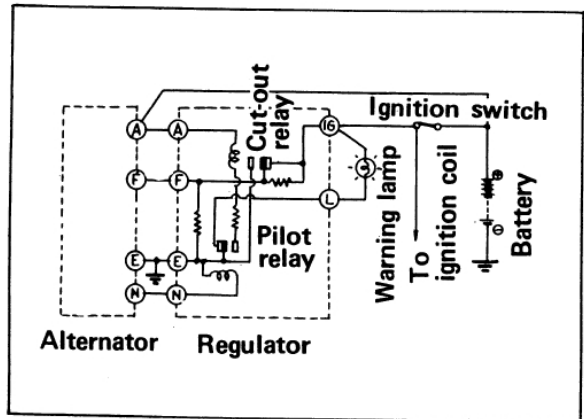 Cut-out
relay
Ignition switch
A
A
16
F
F
L
Warning lamp
To
ignition coil
⊕
⊖
Battery
Pilot
relay
E
E
N
N
Alternator
Regulator